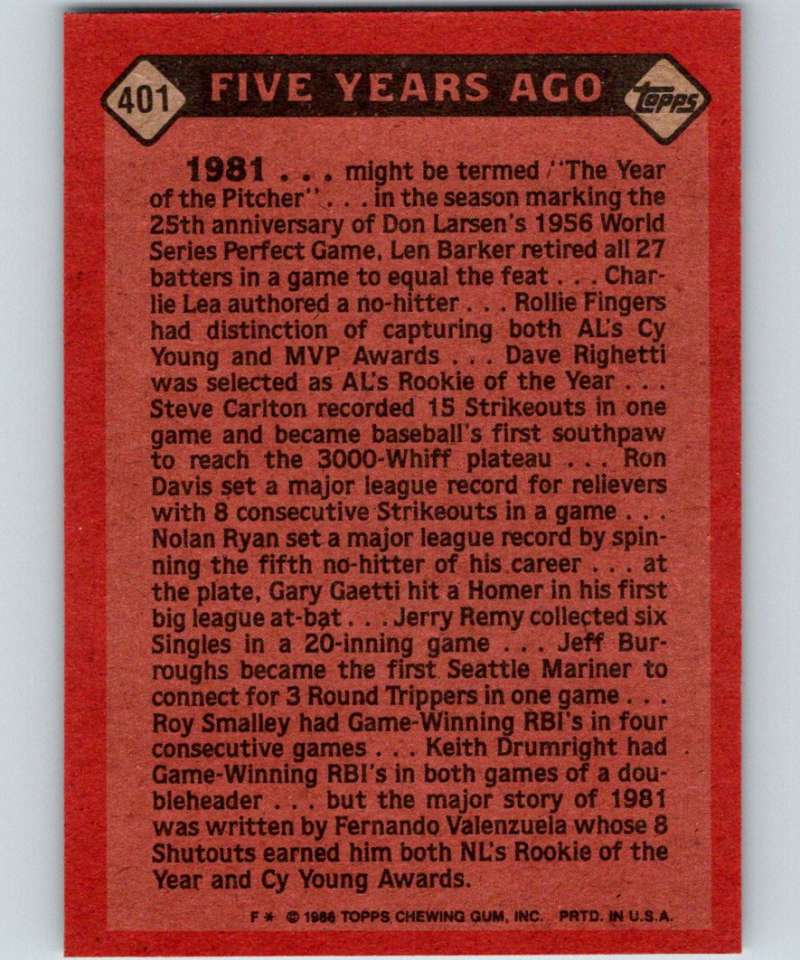 401 FIVE YEARS AGO topps
1981 . . . might be termed "The Year
of the Pitcher" . . . in the season marking the
25th anniversary of Don Larsen's 1956 World
Series Perfect Game, Len Barker retired all 27
batters in a game to equal the feat . . . Char-
lie Lea authored a no-hitter . . . Rollie Fingers
had distinction of capturing both AL's Cy
Young and MVP Awards . . . Dave Righetti
was selected as AL's Rookie of the Year . . .
Steve Carlton recorded 15 Strikeouts in one
game and became baseball's first southpaw
to reach the 3000-Whiff plateau . . . Ron
Davis set a major league record for relievers
with 8 consecutive Strikeouts in a game . . .
Nolan Ryan set a major league record by spin-
ning the fifth no-hitter of his career . . . at
the plate, Gary Gaetti hit a Homer in his first
big league at-bat . . . Jerry Remy collected six
Singles in a 20-inning game . . . Jeff Bur-
roughs became the first Seattle Mariner to
connect for 3 Round Trippers in one game . . .
Roy Smalley had Game-Winning RBI's in four
consecutive games . . . Keith Drumright had
Game-Winning RBI's in both games of a dou-
bleheader . . . but the major story of 1981
was written by Fernando Valenzuela whose 8
Shutouts earned him both NL's Rookie of the
Year and Cy Young Awards.
F * © 1986 TOPPS CHEWING GUM, INC. PRTD. IN U.S.A.